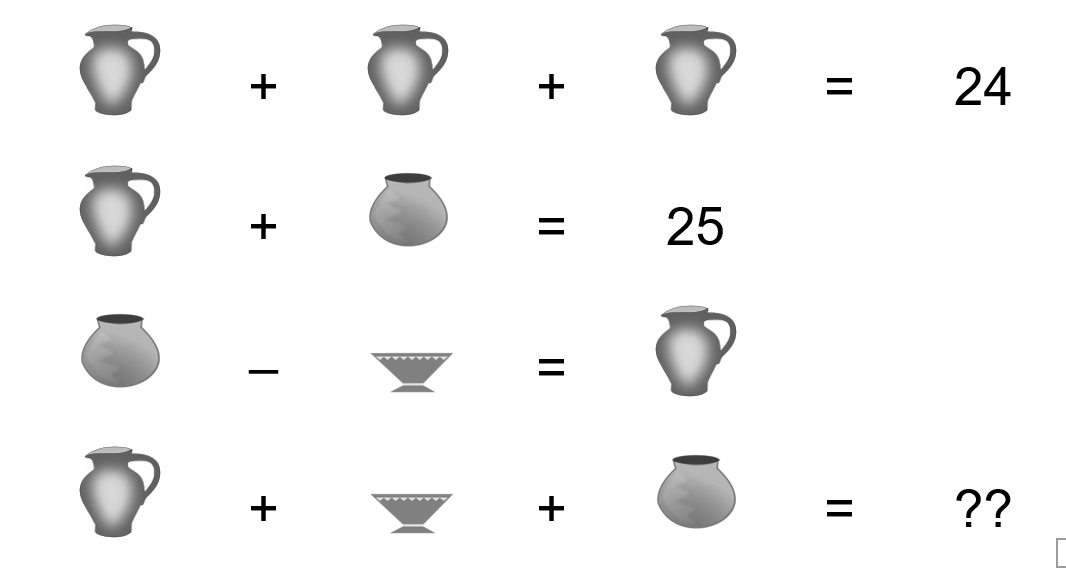 + + = 24
+ = 25
– =
+ + = ??